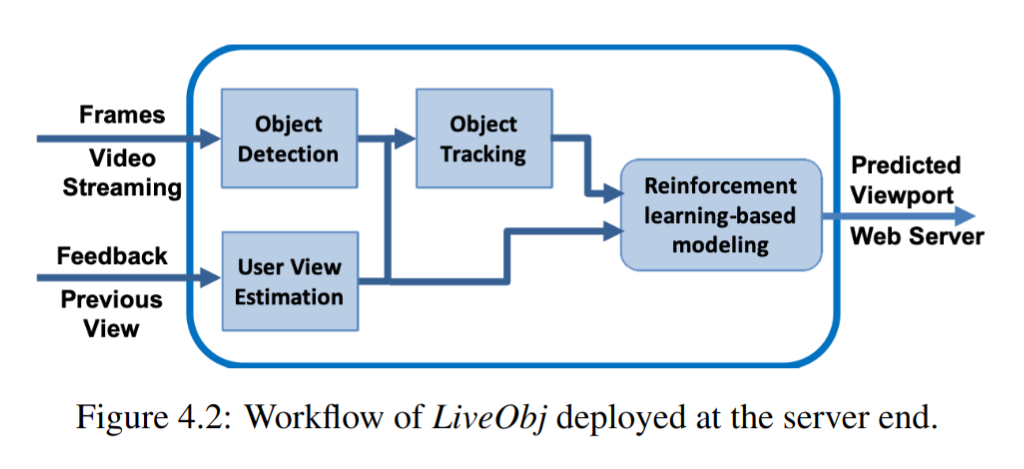 Frames
Video
Streaming
Feedback
Previous
View
Object
Detection
User View
Estimation
Object
Tracking
Reinforcement
learning-based
modeling
Predicted
Viewport
Web Server
Figure 4.2: Workflow of LiveObj deployed at the server end.